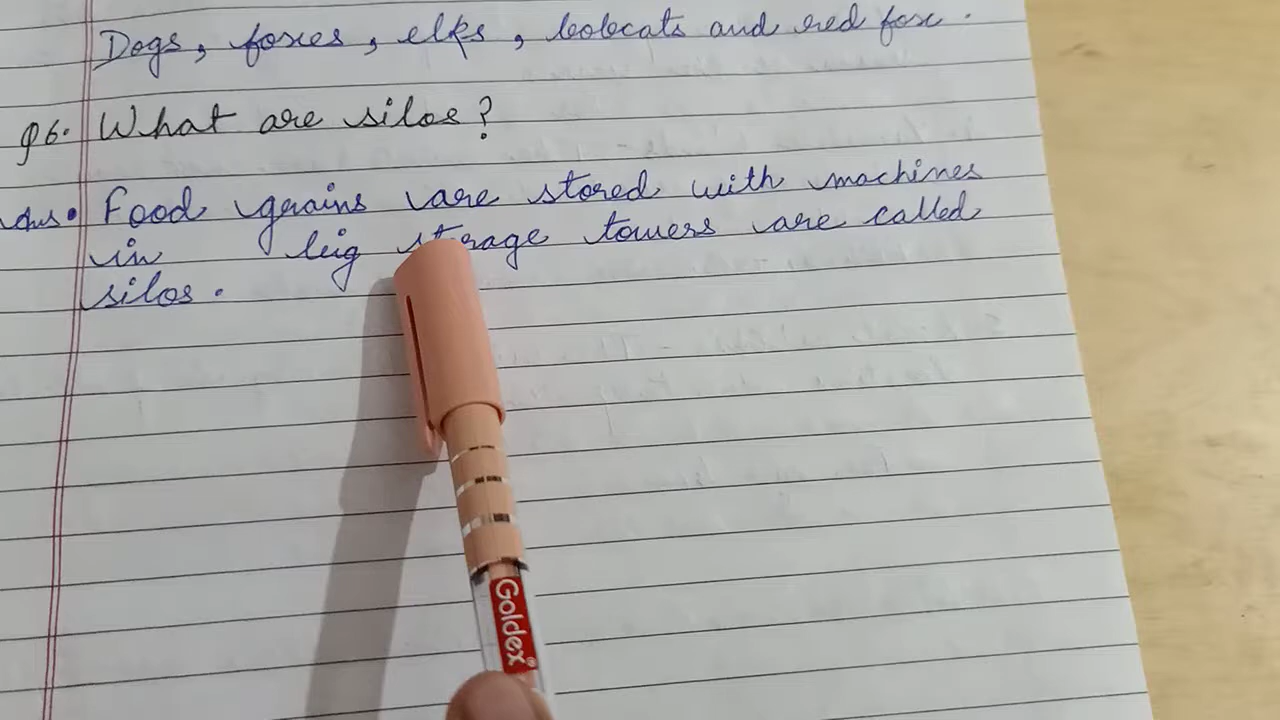 Dogs, foxes, elks, bobcats and red fox.
Q6. What are silos?
Ans. Food grains are stored with machines
in big storage towers are called
silos.
Goldex